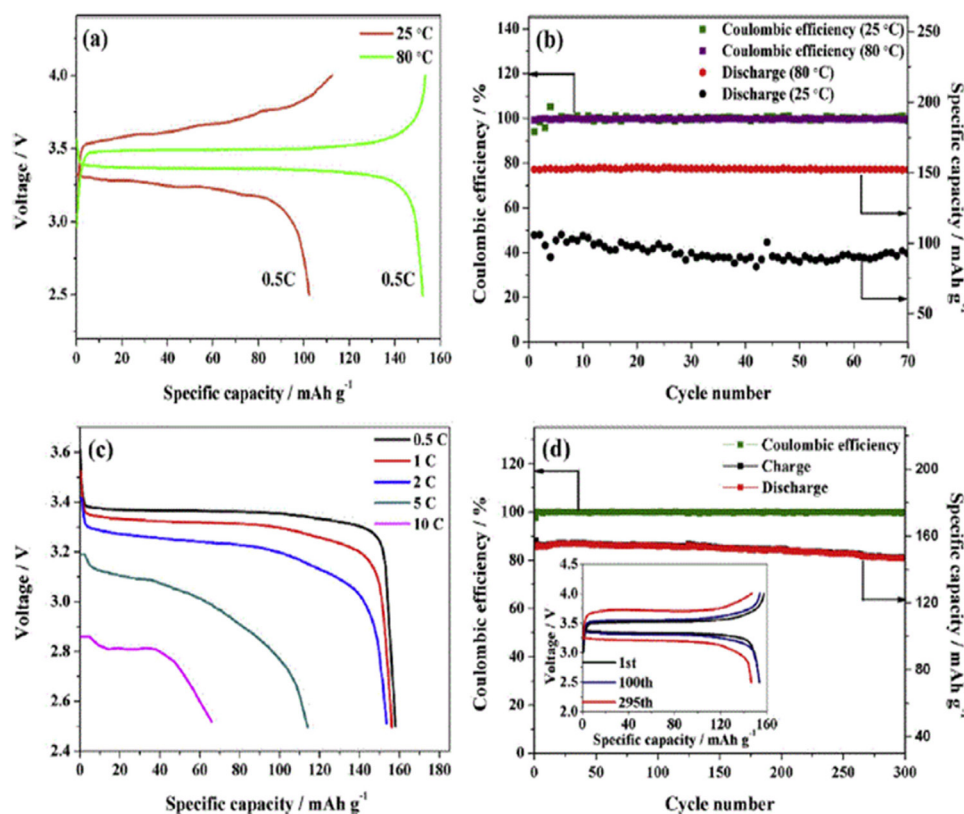 (a)
25 °C
80 °C
4.0
3.5
3.0
2.5
Voltage / V
0.5C
0.5C
0 20 40 60 80 100 120 140 160
Specific capacity / mAh g-1
(b)
Coulombic efficiency (25 °C)
Coulombic efficiency (80 °C)
Discharge (80 °C)
Discharge (25 °C)
140
120
100
80
60
40
20
0
Coulombic efficiency / %
250
200
150
100
50
Specific capacity / mAh g-1
0 10 20 30 40 50 60 70
Cycle number
(c)
0.5 C
1 C
2 C
5 C
10 C
3.6
3.4
3.2
3.0
2.8
2.6
2.4
Voltage / V
0 20 40 60 80 100 120 140 160 180
Specific capacity / mAh g-1
(d)
Coulombic efficiency
Charge
Discharge
120
100
80
60
40
20
0
Coulombic efficiency / %
200
160
120
80
40
Specific capacity / mAh g-1
4.0
3.5
3.0
2.5
2.0
Voltage / V
1st
100th
295th
0 40 80 120 160
Specific capacity / mAh g-1
0 50 100 150 200 250 300
Cycle number